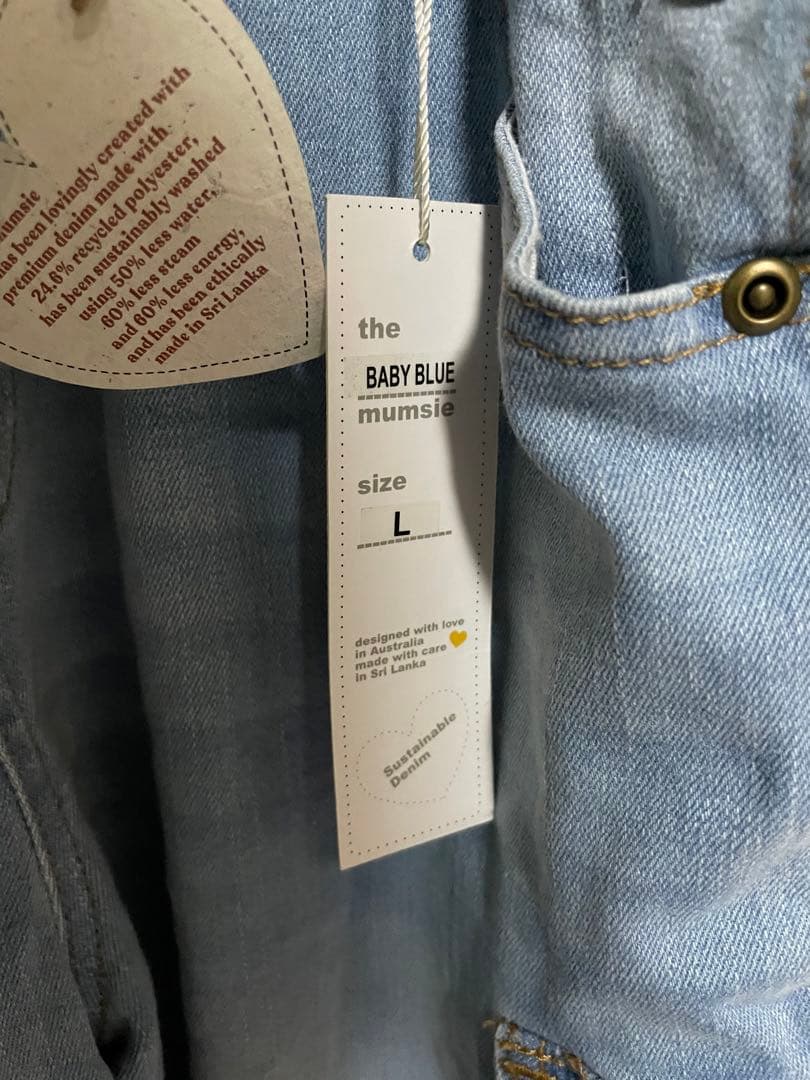 mumsie
has been lovingly created with
premium denim made with
24.6% recycled polyester,
has been sustainably washed
using 50% less water,
60% less steam
and 60% less energy,
and has been ethically
made in Sri Lanka
the
BABY BLUE
mumsie
size
L
designed with love
in Australia
made with care
in Sri Lanka
Sustainable
Denim